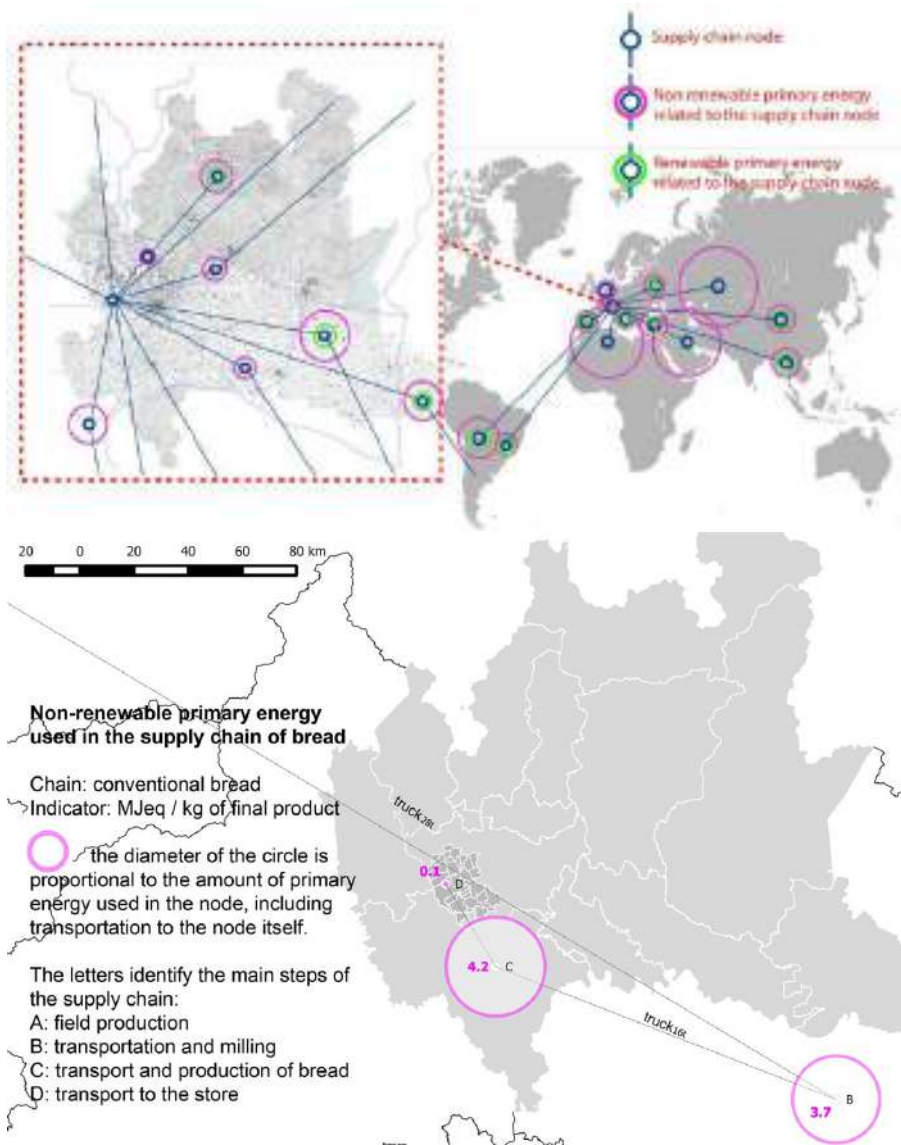 Supply chain node
Non renewable primary energy
related to the supply chain node
Renewable primary energy
related to the supply chain node
20 0 20 40 60 80 km
Non-renewable primary energy
used in the supply chain of bread
Chain: conventional bread
Indicator: MJeq / kg of final product
the diameter of the circle is
proportional to the amount of primary
energy used in the node, including
transportation to the node itself.
The letters identify the main steps of
the supply chain:
A: field production
B: transportation and milling
C: transport and production of bread
D: transport to the store
truck28t
0.1 D
4.2 C
truck16t
3.7 B